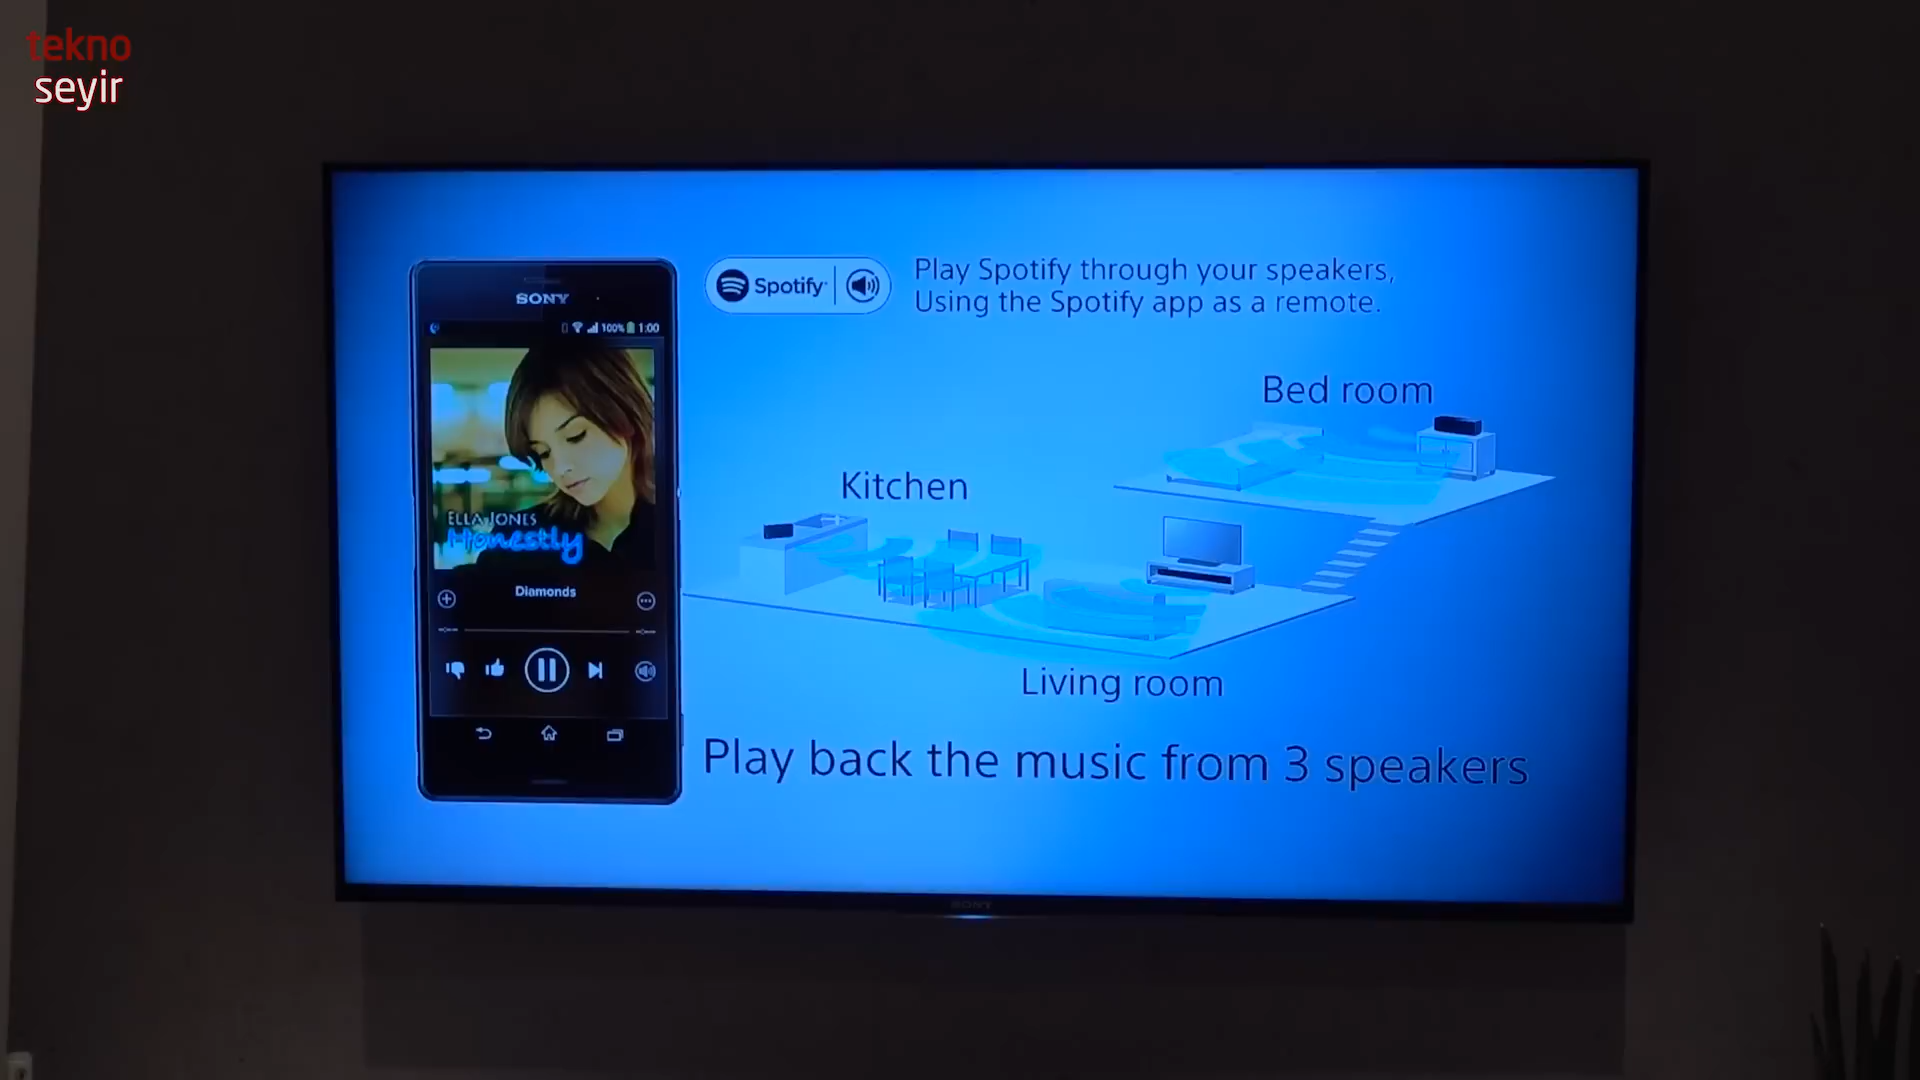 tekno
seyir
SONY
100% 1:00
ELLA JONES
Honestly
Diamonds
Spotify
Play Spotify through your speakers,
Using the Spotify app as a remote.
Bed room
Kitchen
Living room
Play back the music from 3 speakers
SONY